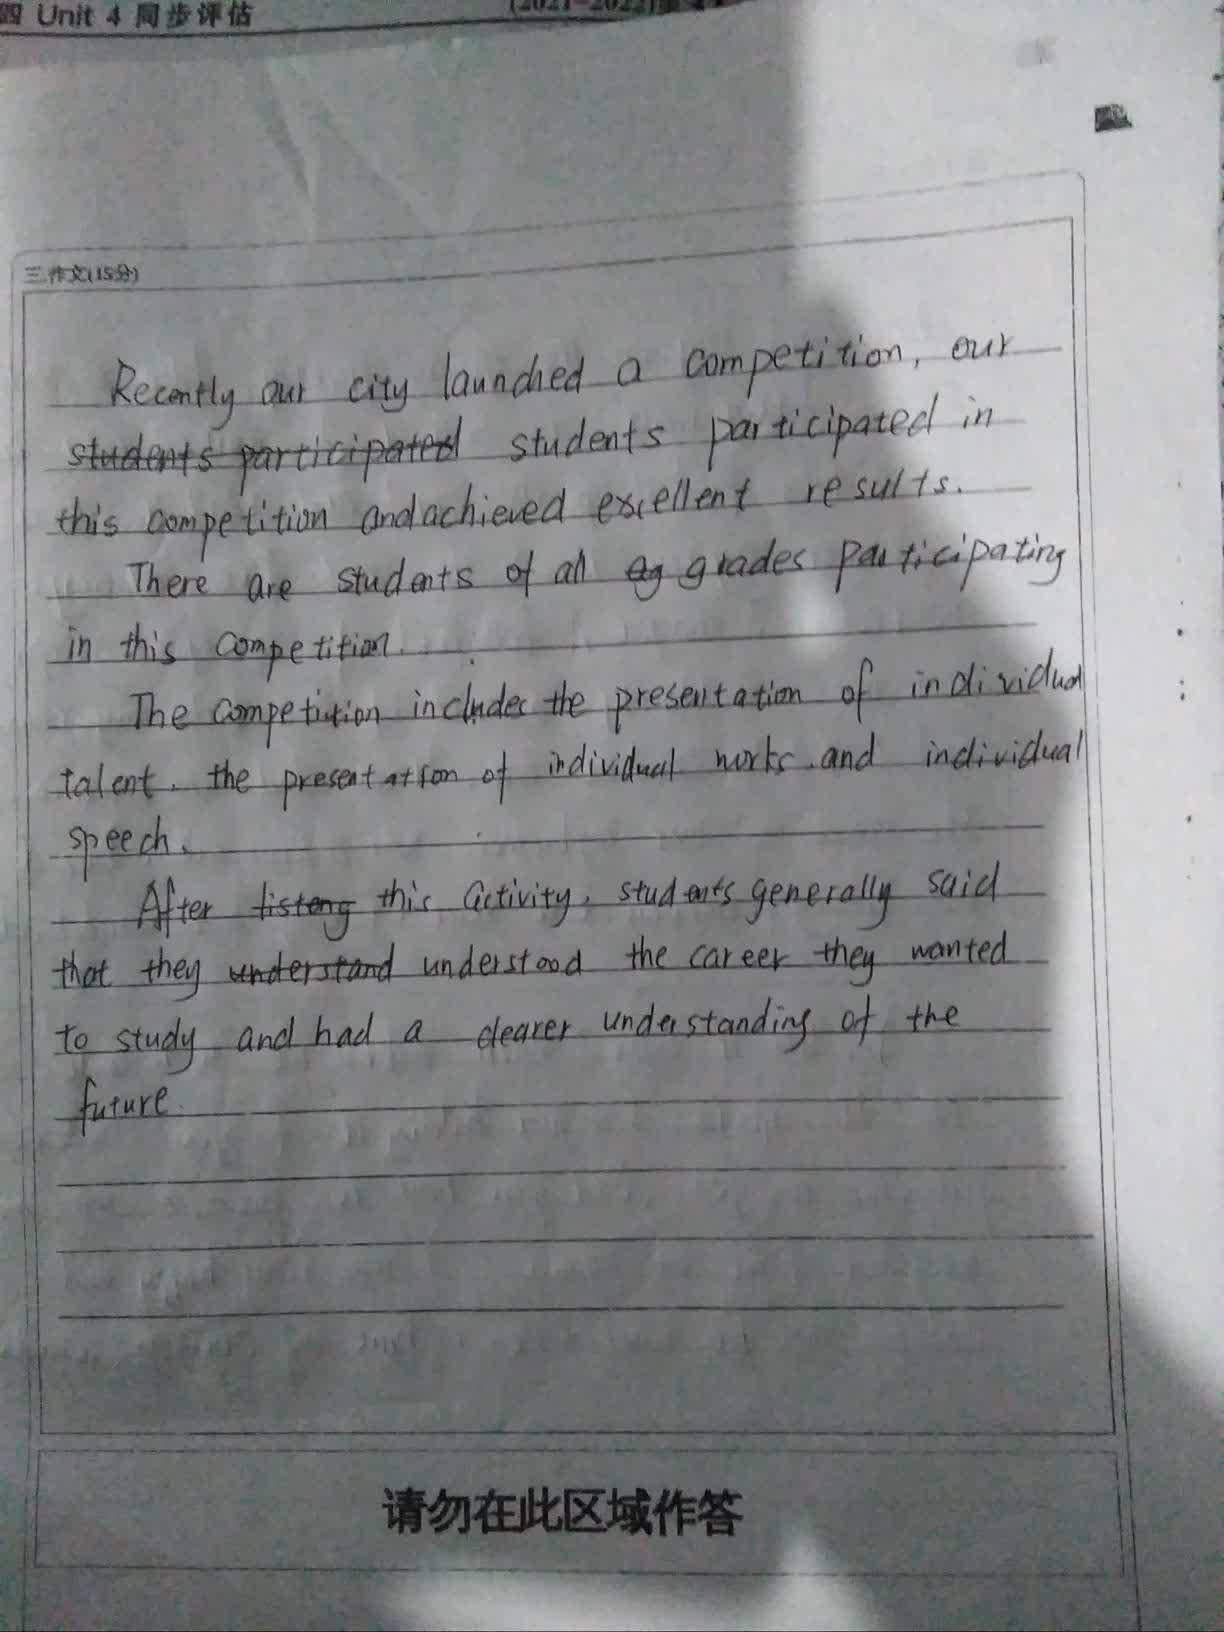 四 Unit 4 同步评估
(2021-2022)
三.作文(15分)
Recently our city launched a competition, our
students participated students participated in
this competition and achieved excellent results.
There are students of all eg grades participating
in this competition.
The competition includes the presentation of individual
talent, the presentation of individual works, and individual
speech.
After listeng this activity, students generally said
that they understand understood the career they wanted
to study and had a clearer understanding of the
future.
请勿在此区域作答